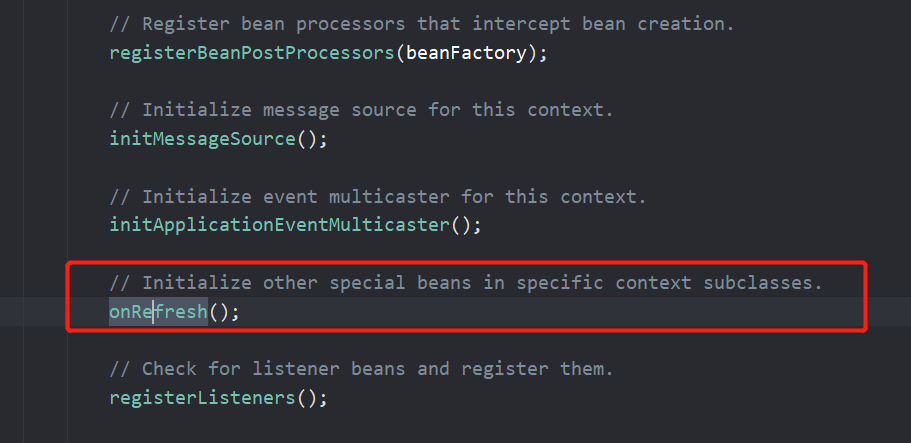 // Register bean processors that intercept bean creation.
registerBeanPostProcessors(beanFactory);
// Initialize message source for this context.
initMessageSource();
// Initialize event multicaster for this context.
initApplicationEventMulticaster();
// Initialize other special beans in specific context subclasses.
onRefresh();
// Check for listener beans and register them.
registerListeners();